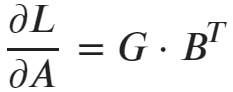 ∂L/∂A = G · B^T